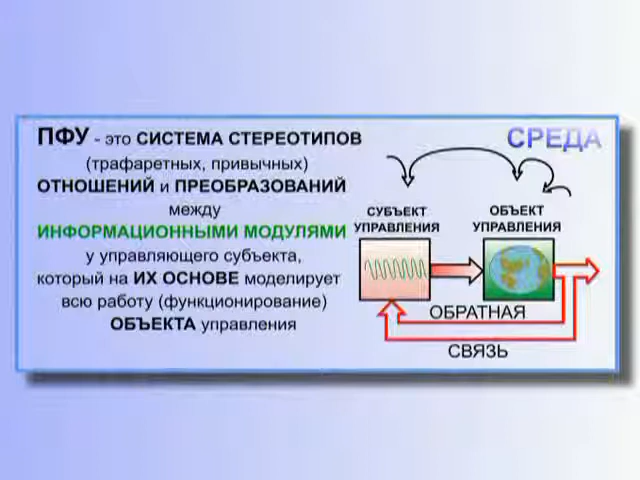 ПФУ - это СИСТЕМА СТЕРЕОТИПОВ
(трафаретных, привычных)
ОТНОШЕНИЙ и ПРЕОБРАЗОВАНИЙ
между
ИНФОРМАЦИОННЫМИ МОДУЛЯМИ
у управляющего субъекта,
который на ИХ ОСНОВЕ моделирует
всю работу (функционирование)
ОБЪЕКТА управления
СРЕДА
СУБЪЕКТ
УПРАВЛЕНИЯ
ОБЪЕКТ
УПРАВЛЕНИЯ
ОБРАТНАЯ
СВЯЗЬ